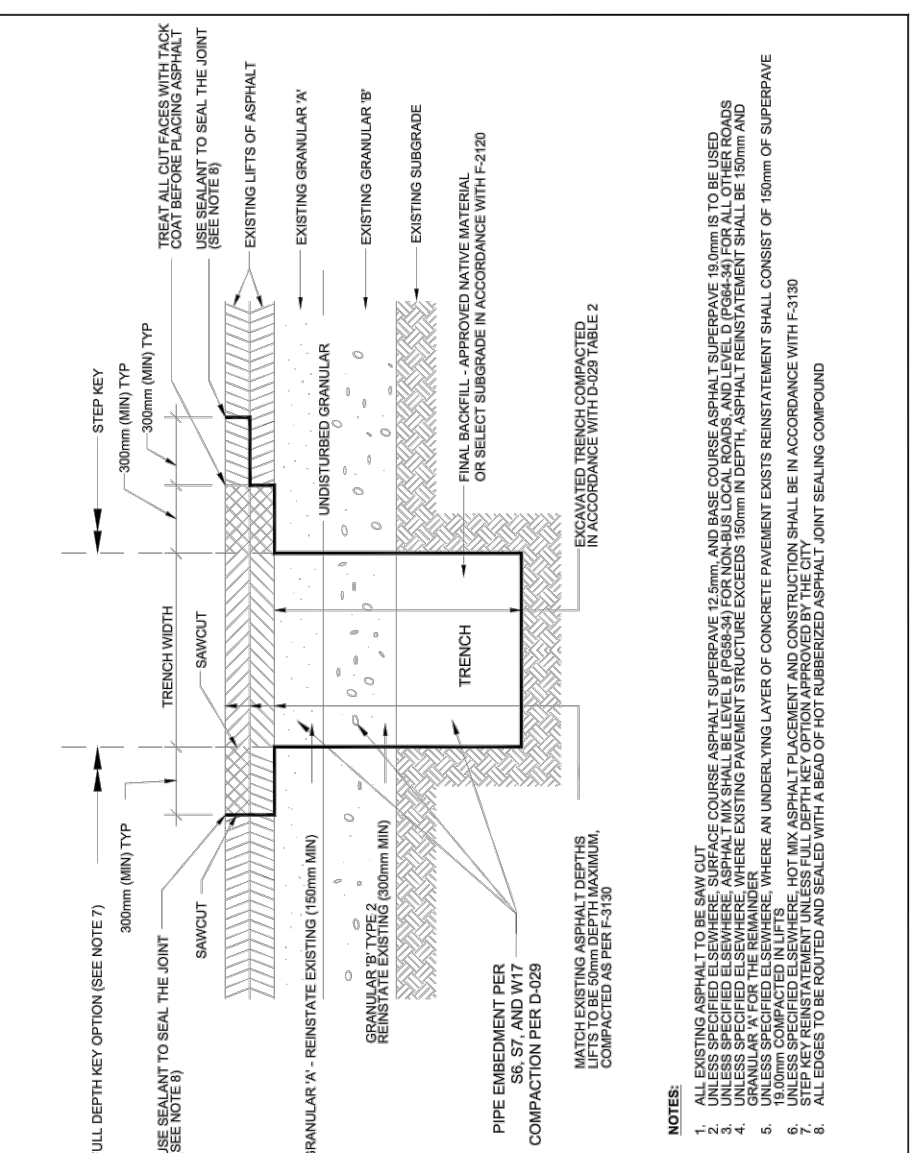 ULL DEPTH KEY OPTION (SEE NOTE 7)
STEP KEY
300mm (MIN) TYP
TRENCH WIDTH
300mm (MIN) TYP
300mm (MIN) TYP
TREAT ALL CUT FACES WITH TACK
COAT BEFORE PLACING ASPHALT
USE SEALANT TO SEAL THE JOINT
SEE NOTE 8)
SAWCUT
SAWCUT
USE SEALANT TO SEAL THE JOINT
(SEE NOTE 8)
EXISTING LIFTS OF ASPHALT
GRANULAR 'A' - REINSTATE EXISTING (150mm MIN)
UNDISTURBED GRANULAR
EXISTING GRANULAR 'A'
GRANULAR 'B' TYPE 2
REINSTATE EXISTING (300mm MIN)
EXISTING GRANULAR 'B'
EXISTING SUBGRADE
TRENCH
FINAL BACKFILL - APPROVED NATIVE MATERIAL
OR SELECT SUBGRADE IN ACCORDANCE WITH F-2120
PIPE EMBEDMENT PER
S6, S7, AND W17
COMPACTION PER D-029
MATCH EXISTING ASPHALT DEPTHS
LIFTS TO BE 50mm DEPTH MAXIMUM,
COMPACTED AS PER F-3130
EXCAVATED TRENCH COMPACTED
IN ACCORDANCE WITH D-029 TABLE 2
NOTES:
1. ALL EXISTING ASPHALT TO BE SAW CUT
2. UNLESS SPECIFIED ELSEWHERE, SURFACE COURSE ASPHALT SUPERPAVE 12.5mm, AND BASE COURSE ASPHALT SUPERPAVE 19.0mm IS TO BE USED
3. UNLESS SPECIFIED ELSEWHERE, ASPHALT MIX SHALL BE LEVEL B (PG58-34) FOR NON-BUS LOCAL ROADS, AND LEVEL D (PG64-34) FOR ALL OTHER ROADS
4. UNLESS SPECIFIED ELSEWHERE, WHERE EXISTING PAVEMENT STRUCTURE EXCEEDS 150mm IN DEPTH, ASPHALT REINSTATEMENT SHALL BE 150mm AND
GRANULAR 'A' FOR THE REMAINDER
5. UNLESS SPECIFIED ELSEWHERE, WHERE AN UNDERLYING LAYER OF CONCRETE PAVEMENT EXISTS REINSTATEMENT SHALL CONSIST OF 150mm OF SUPERPAVE
19.00mm COMPACTED IN LIFTS
6. UNLESS SPECIFIED ELSEWHERE, HOT MIX ASPHALT PLACEMENT AND CONSTRUCTION SHALL BE IN ACCORDANCE WITH F-3130
7. STEP KEY REINSTATEMENT UNLESS FULL DEPTH KEY OPTION APPROVED BY THE CITY
8. ALL EDGES TO BE ROUTED AND SEALED WITH A BEAD OF HOT RUBBERIZED ASPHALT JOINT SEALING COMPOUND